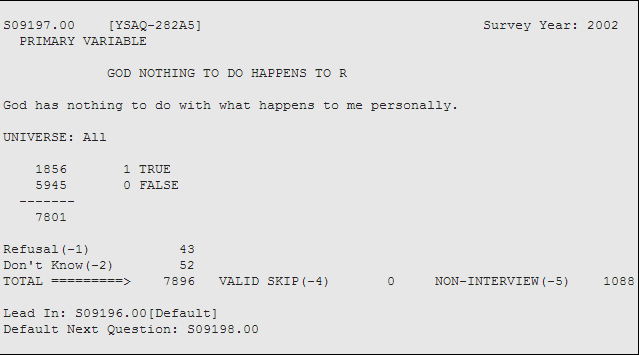 S09197.00    [YSAQ-282A5]                                   Survey Year: 2002
  PRIMARY VARIABLE
             GOD NOTHING TO DO HAPPENS TO R
God has nothing to do with what happens to me personally.
UNIVERSE: All
    1856       1 TRUE
    5945       0 FALSE
  -------
    7801
Refusal(-1)           43
Don't Know(-2)        52
TOTAL =========>    7896   VALID SKIP(-4)       0     NON-INTERVIEW(-5)    1088
Lead In: S09196.00[Default]
Default Next Question: S09198.00